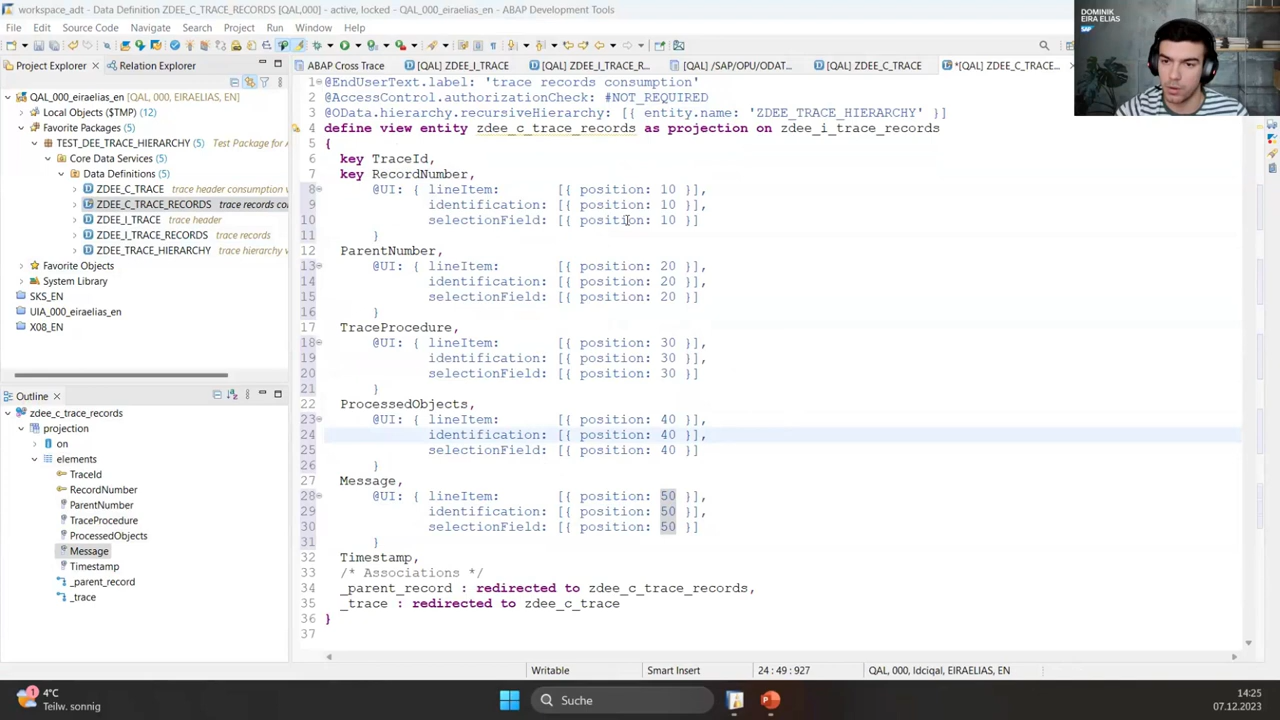 workspace_adt - Data Definition ZDEE_C_TRACE_RECORDS [QAL,000] - active, locked - QAL_000_eiraelias_en - ABAP Development Tools
File Edit Source Code Navigate Search Project Run Window Help
DOMINIK
EIRA ELIAS
SAP
Project Explorer × Relation Explorer
QAL_000_eiraelias_en (QAL, 000, EIRAELIAS, EN)
Local Objects ($TMP) (12)
Favorite Packages (5)
TEST_DEE_TRACE_HIERARCHY (5) Test Package for A
Core Data Services (5)
Data Definitions (5)
ZDEE_C_TRACE trace header consumption v
ZDEE_C_TRACE_RECORDS trace records co
ZDEE_I_TRACE trace header
ZDEE_I_TRACE_RECORDS trace records
ZDEE_TRACE_HIERARCHY hierarchy v
Favorite Objects
System Library
SKS_EN
UIA_000_eiraelias_en
X08_EN
Outline ×
zdee_c_trace_records
projection
on
elements
TraceId
RecordNumber
ParentNumber
TraceProcedure
ProcessedObjects
Message
Timestamp
_parent_record
_trace
ABAP Cross Trace [QAL] ZDEE_I_TRACE [QAL] ZDEE_I_TRACE_R... [QAL] /SAP/OPU/ODAT... [QAL] ZDEE_C_TRACE *[QAL] ZDEE_C_TRACE... ×
1 @EndUserText.label: 'trace records consumption'
2 @AccessControl.authorizationCheck: #NOT_REQUIRED
3 @OData.hierarchy.recursiveHierarchy: [{ entity.name: 'ZDEE_TRACE_HIERARCHY' }]
4 define view entity zdee_c_trace_records as projection on zdee_i_trace_records
5 {
6 key TraceId,
7 key RecordNumber,
8 @UI: { lineItem: [{ position: 10 }],
9 identification: [{ position: 10 }],
10 selectionField: [{ position: 10 }]
11 }
12 ParentNumber,
13 @UI: { lineItem: [{ position: 20 }],
14 identification: [{ position: 20 }],
15 selectionField: [{ position: 20 }]
16 }
17 TraceProcedure,
18 @UI: { lineItem: [{ position: 30 }],
19 identification: [{ position: 30 }],
20 selectionField: [{ position: 30 }]
21 }
22 ProcessedObjects,
23 @UI: { lineItem: [{ position: 40 }],
24 identification: [{ position: 40 }],
25 selectionField: [{ position: 40 }]
26 }
27 Message,
28 @UI: { lineItem: [{ position: 50 }],
29 identification: [{ position: 50 }],
30 selectionField: [{ position: 50 }]
31 }
32 Timestamp,
33 /* Associations */
34 _parent_record : redirected to zdee_c_trace_records,
35 _trace : redirected to zdee_c_trace
36 }
37
Writable Smart Insert 24 : 49 : 927 QAL, 000, ldciqal, EIRAELIAS, EN
1
4°C
Teilw. sonnig
Suche
14:25
07.12.2023